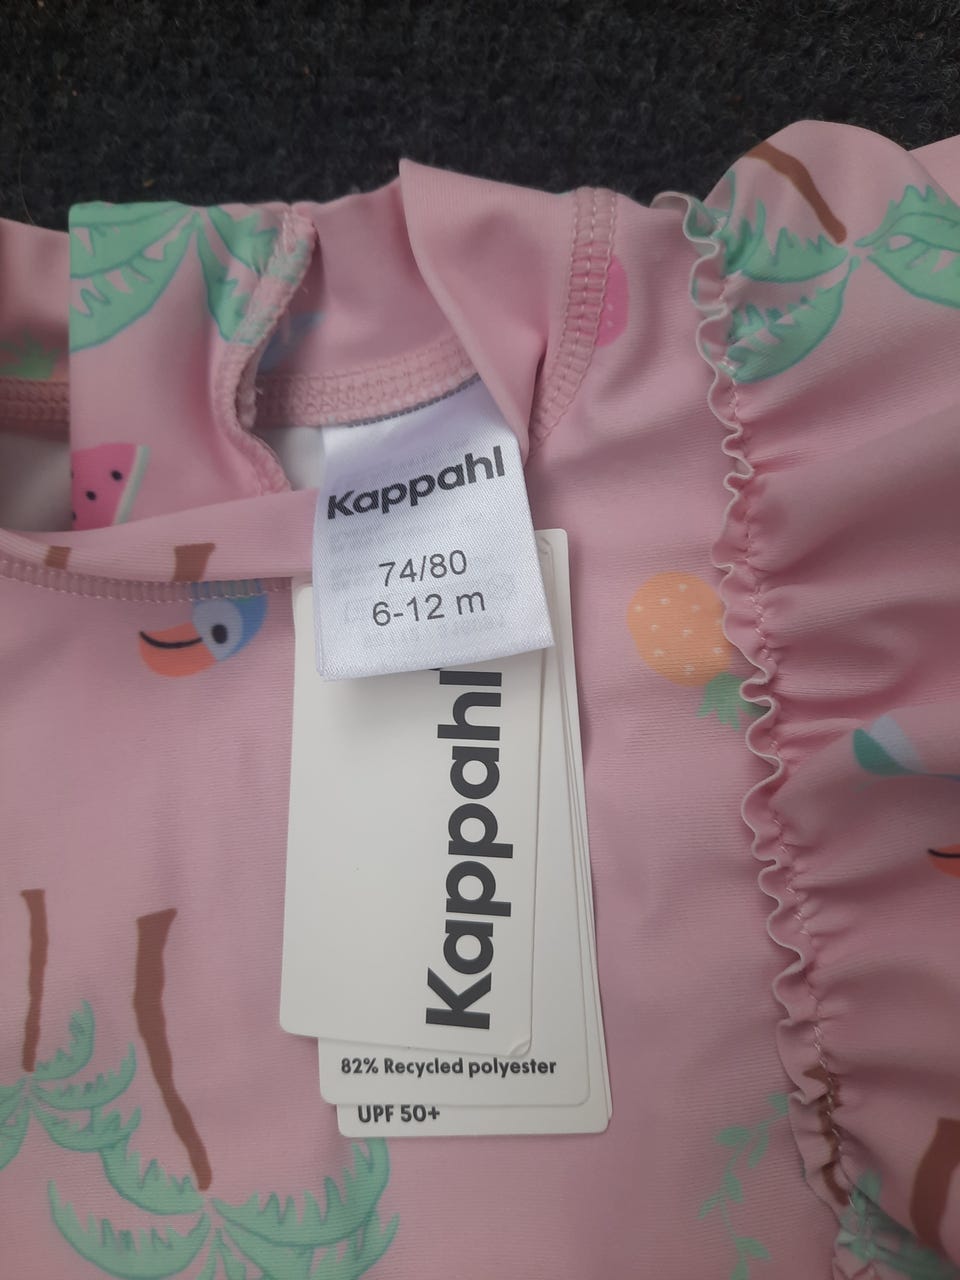 Kappahl
74/80
6-12 m
Kappahl
82% Recycled polyester
UPF 50+